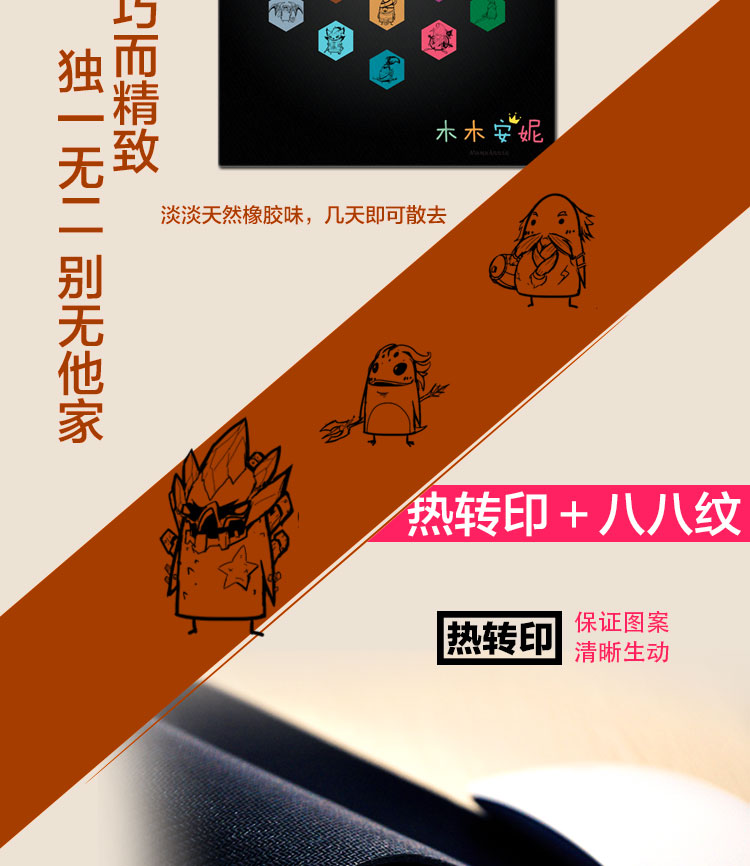 巧而精致
独一无二 别无他家
木木安妮
淡淡天然橡胶味，几天即可散去
热转印+八八纹
热转印
保证图案
清晰生动